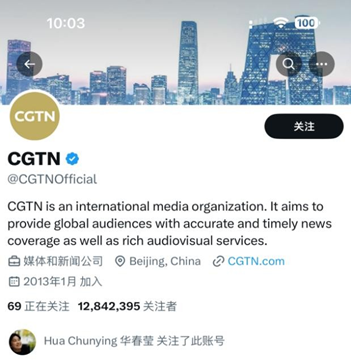 10:03
100
CGTN
关注
CGTN
@CGTNOfficial
CGTN is an international media organization. It aims to
provide global audiences with accurate and timely news
coverage as well as rich audiovisual services.
媒体和新闻公司 Beijing, China CGTN.com
2013年1月 加入
69 正在关注 12,842,395 关注者
Hua Chunying 华春莹 关注了此账号